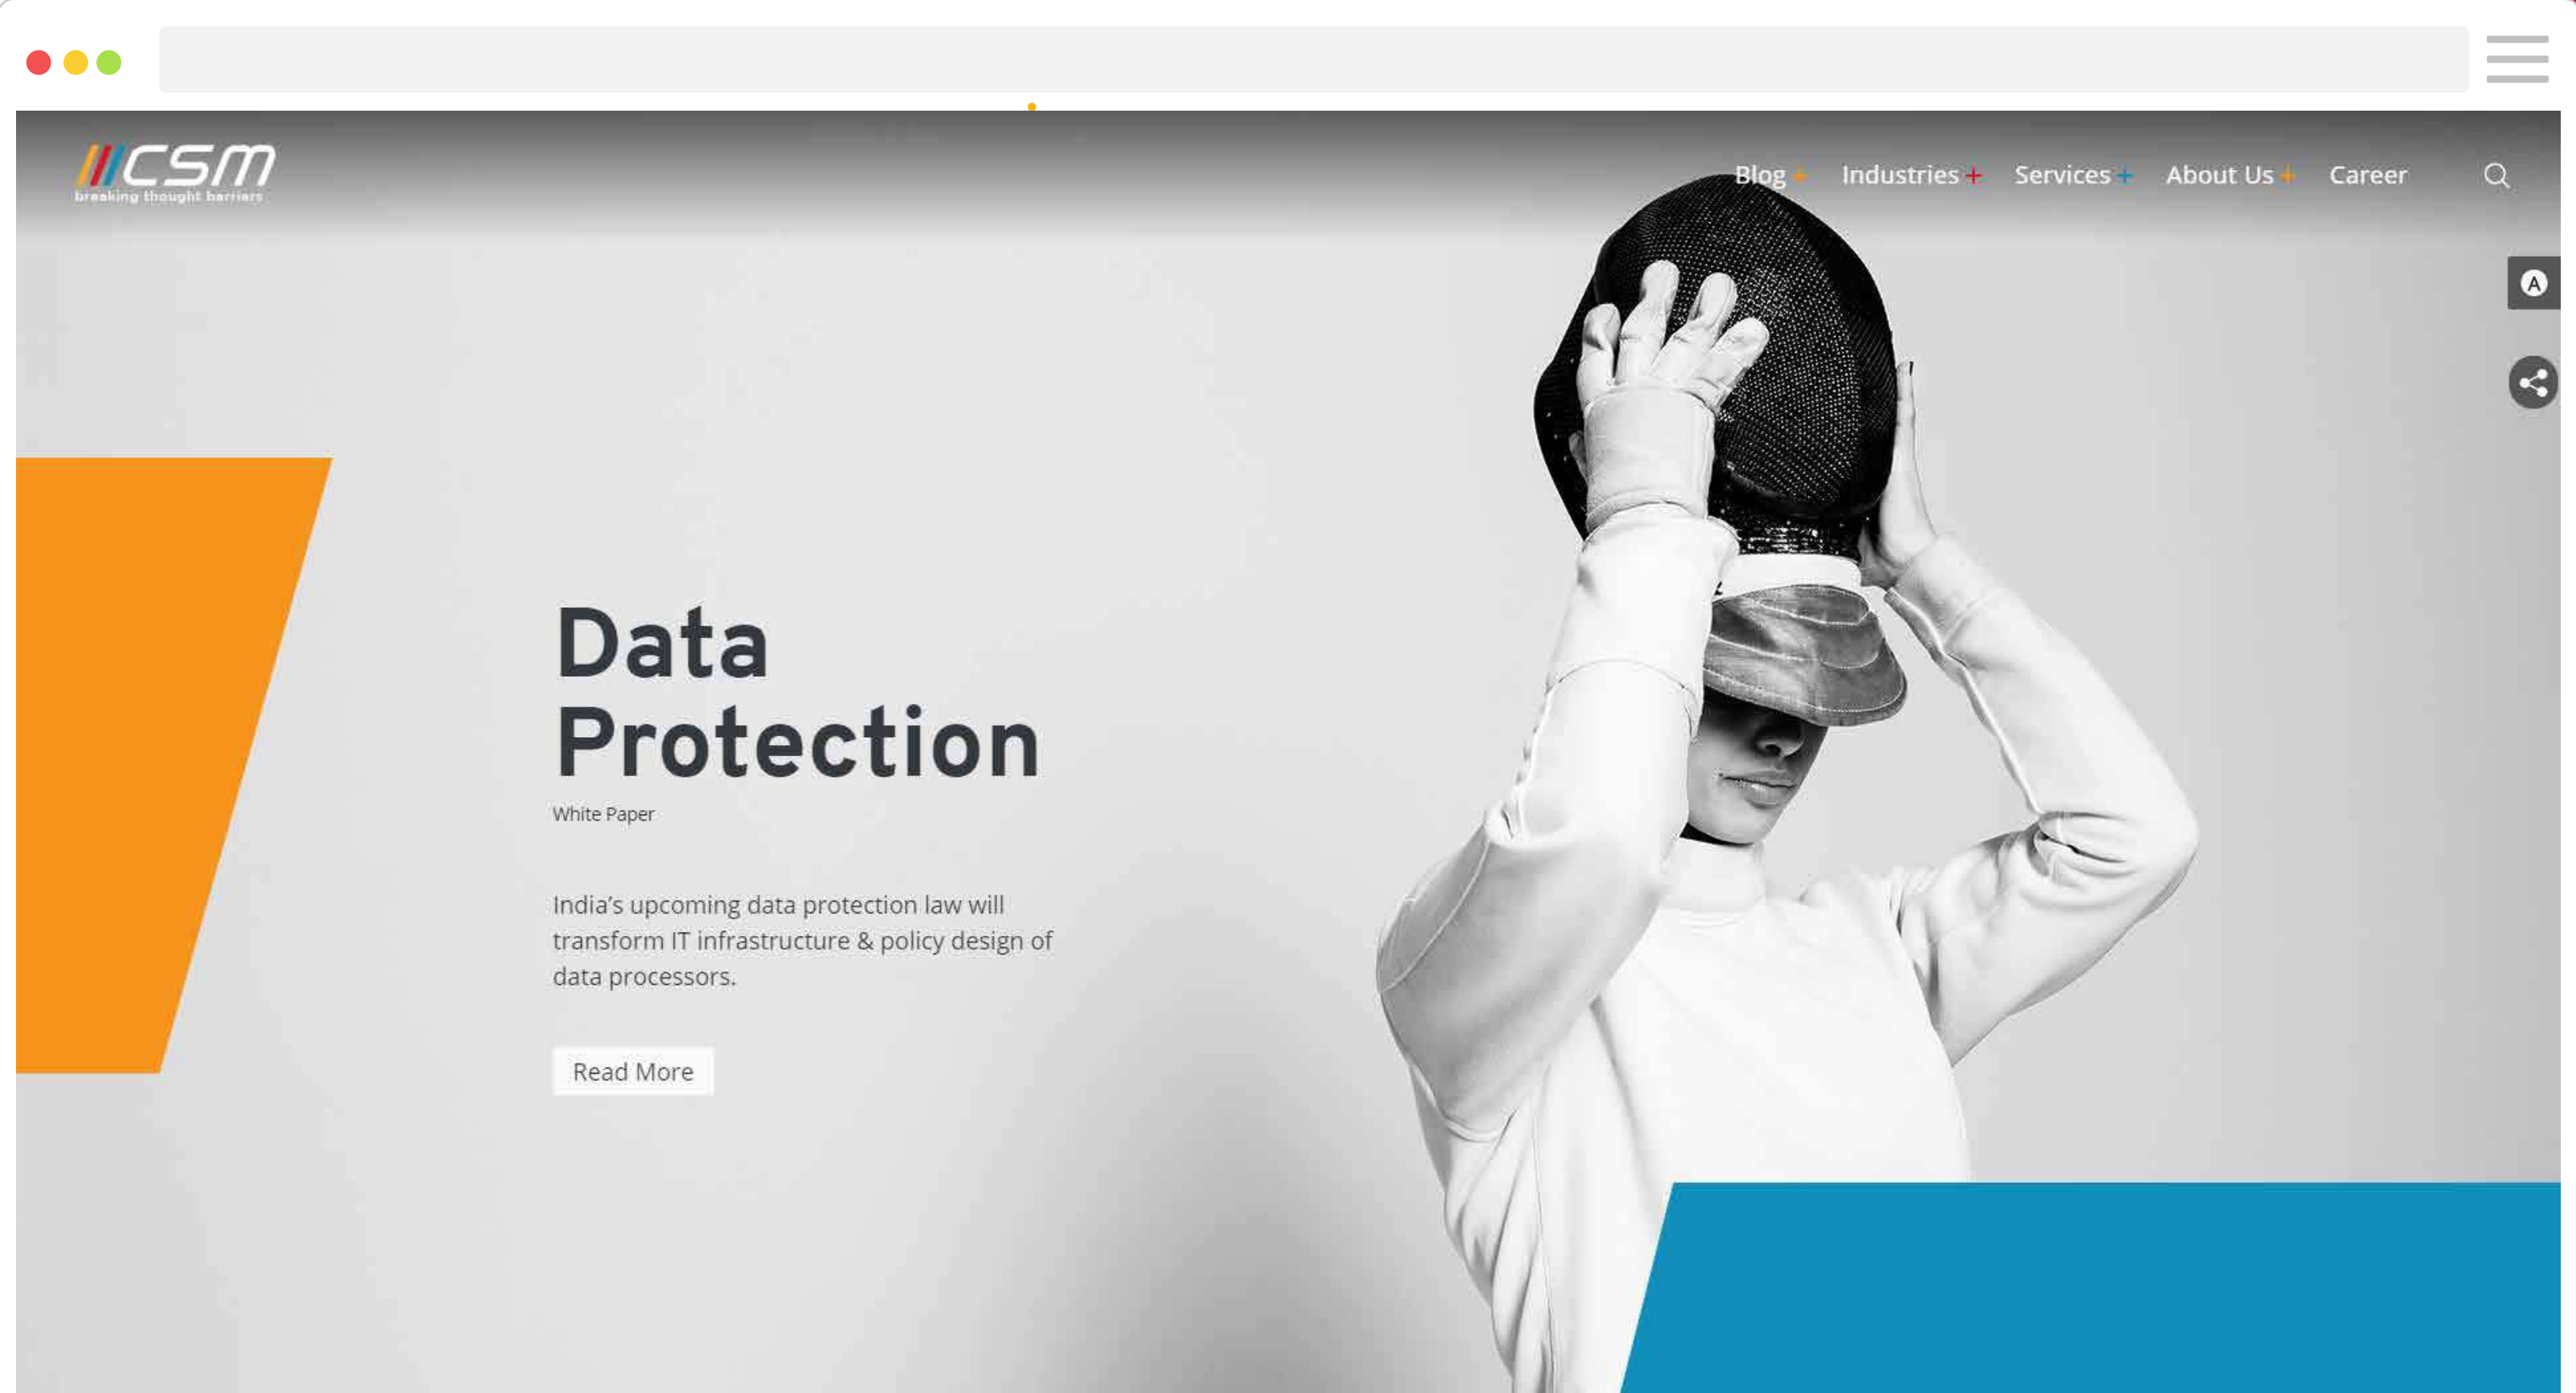 CSM
breaking thought barriers
Blog + Industries + Services + About Us + Career
A
Data
Protection
White Paper
India's upcoming data protection law will
transform IT infrastructure & policy design of
data processors.
Read More